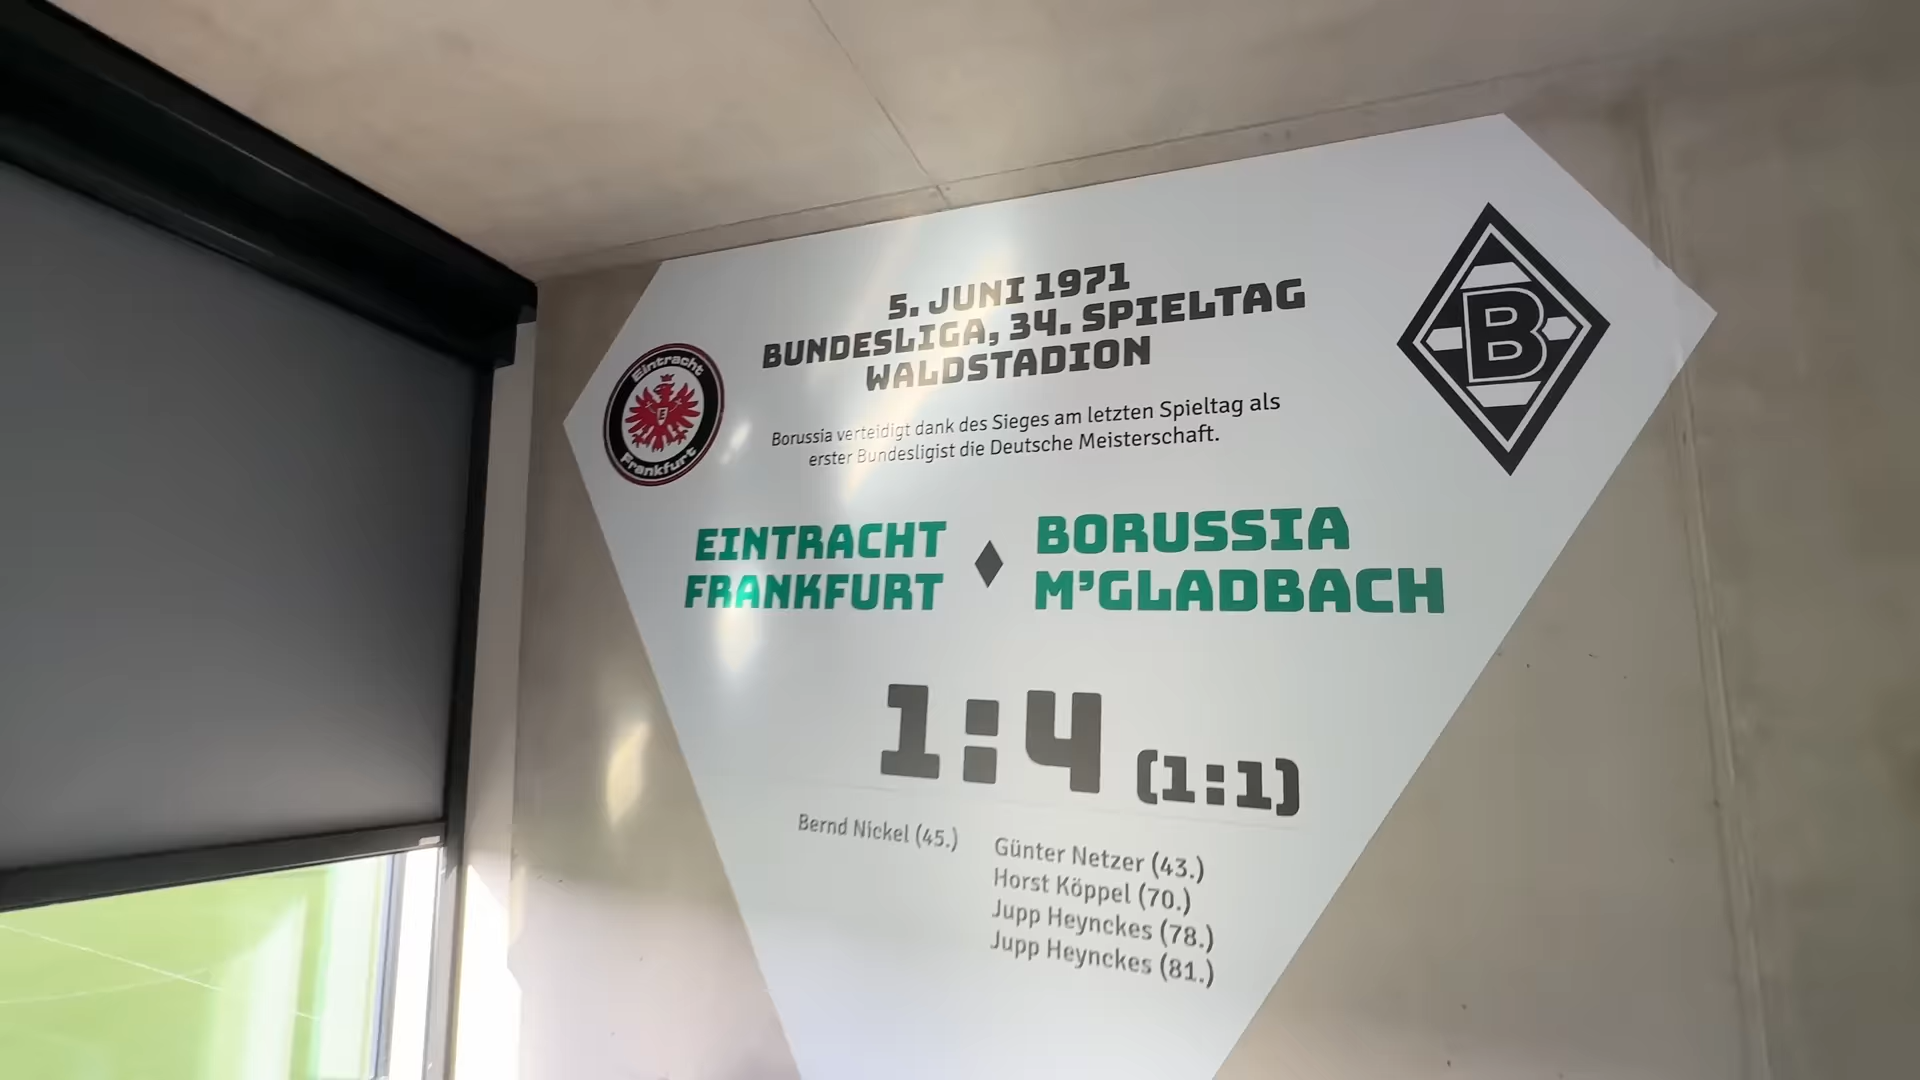 5. JUNI 1971
BUNDESLIGA, 34. SPIELTAG
WALDSTADION
Eintracht
Frankfurt
E
B
Borussia verteidigt dank des Sieges am letzten Spieltag als
erster Bundesligist die Deutsche Meisterschaft.
EINTRACHT
FRANKFURT
BORUSSIA
M'GLADBACH
1:4 (1:1)
Bernd Nickel (45.)
Günter Netzer (43.)
Horst Köppel (70.)
Jupp Heynckes (78.)
Jupp Heynckes (81.)